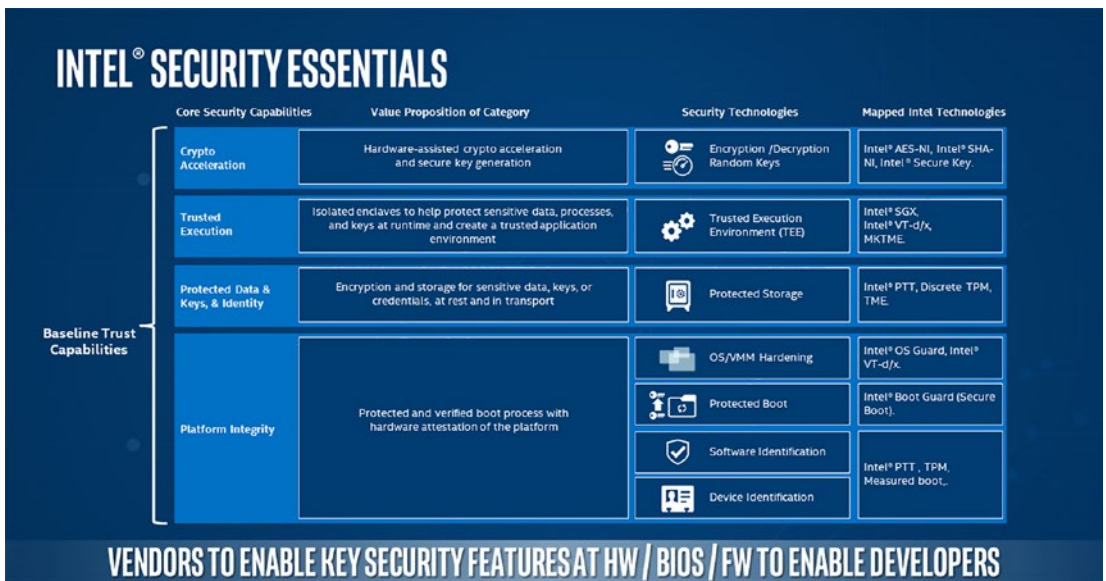 INTEL® SECURITY ESSENTIALS
Core Security Capabilities
Value Proposition of Category
Security Technologies
Mapped Intel Technologies
Baseline Trust
Capabilities
Crypto
Acceleration
Hardware-assisted crypto acceleration
and secure key generation
Encryption /Decryption
Random Keys
Intel® AES-NI, Intel® SHA-
NI, Intel® Secure Key.
Trusted
Execution
Isolated enclaves to help protect sensitive data, processes,
and keys at runtime and create a trusted application
environment
Trusted Execution
Environment (TEE)
Intel® SGX,
Intel® VT-d/x,
MKTME.
Protected Data &
Keys, & Identity
Encryption and storage for sensitive data, keys, or
credentials, at rest and in transport
Protected Storage
Intel® PTT, Discrete TPM,
TME.
Platform Integrity
Protected and verified boot process with
hardware attestation of the platform
OS/VMM Hardening
Intel® OS Guard, Intel®
VT-d/x.
Protected Boot
Intel® Boot Guard (Secure
Boot).
Software Identification
Device Identification
Intel® PTT , TPM,
Measured boot,.
VENDORS TO ENABLE KEY SECURITY FEATURES AT HW / BIOS / FW TO ENABLE DEVELOPERS